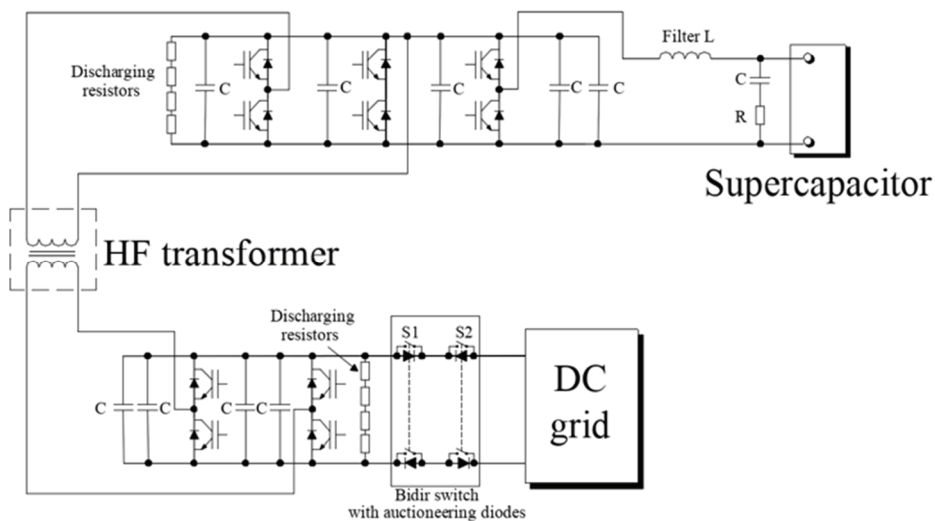 Filter L
Discharging
resistors
C
C
C
C
C
C
R
Supercapacitor
HF transformer
Discharging
resistors
S1
S2
C
C
C
DC
grid
Bidir switch
with auctioneering diodes